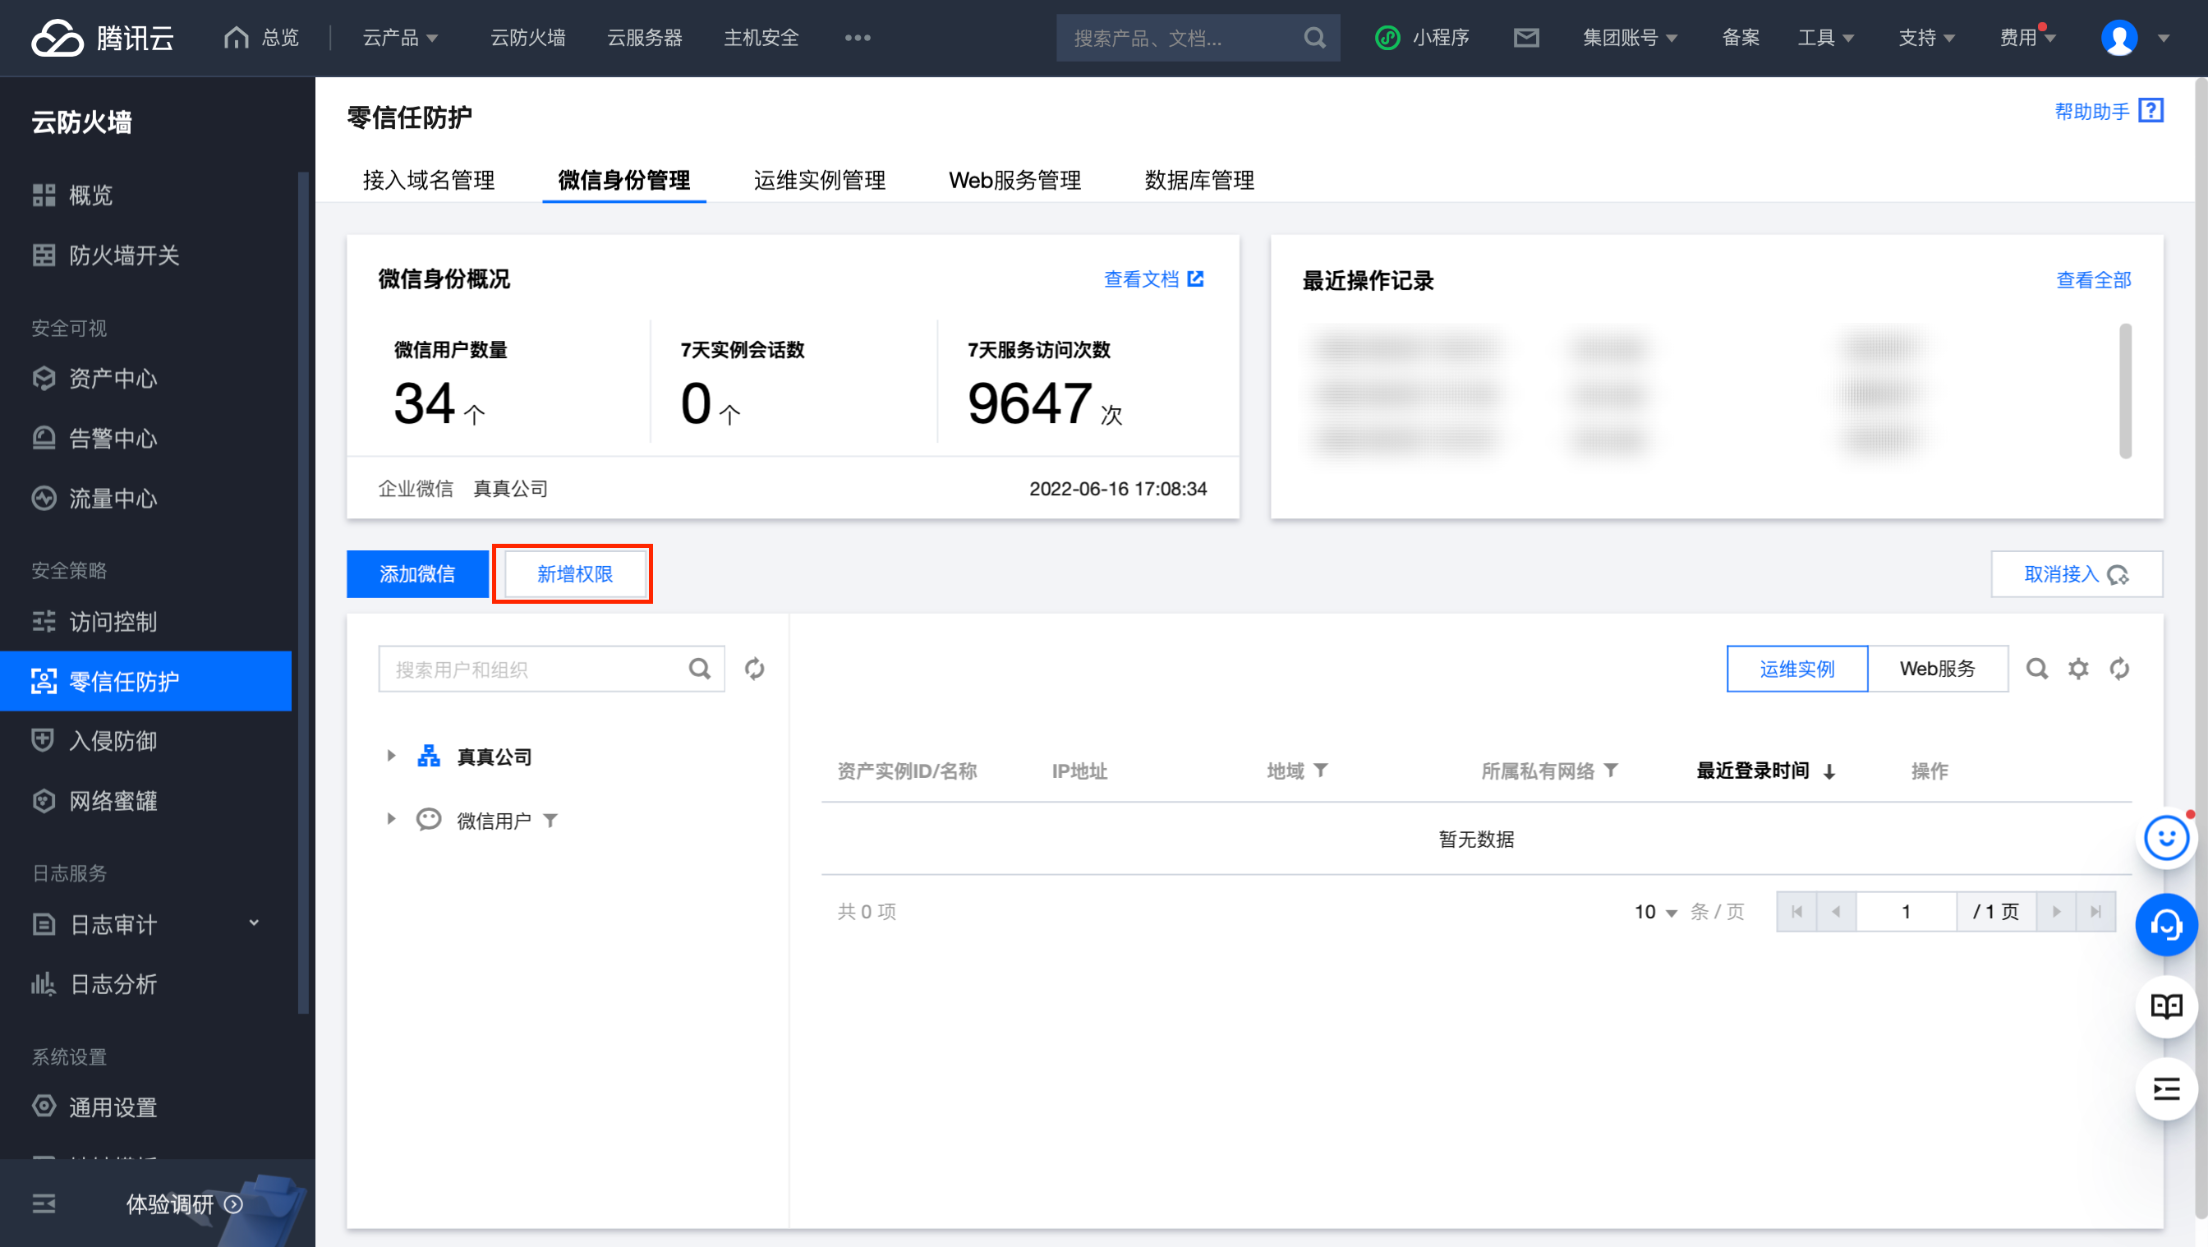 腾讯云
总览
云产品
云防火墙
云服务器
主机安全
•••
搜索产品、文档...
小程序
集团账号
备案
工具
支持
费用
云防火墙
概览
防火墙开关
安全可视
资产中心
告警中心
流量中心
安全策略
访问控制
零信任防护
入侵防御
网络蜜罐
日志服务
日志审计
日志分析
系统设置
通用设置
体验调研
零信任防护
帮助助手
接入域名管理
微信身份管理
运维实例管理
Web服务管理
数据库管理
微信身份概况
查看文档
微信用户数量
34 个
7天实例会话数
0 个
7天服务访问次数
9647 次
企业微信 真真公司
2022-06-16 17:08:34
最近操作记录
查看全部
添加微信
新增权限
取消接入
搜索用户和组织
真真公司
微信用户
运维实例
Web服务
资产实例ID/名称
IP地址
地域
所属私有网络
最近登录时间
操作
暂无数据
共 0 项
10 条 / 页
1
/ 1 页